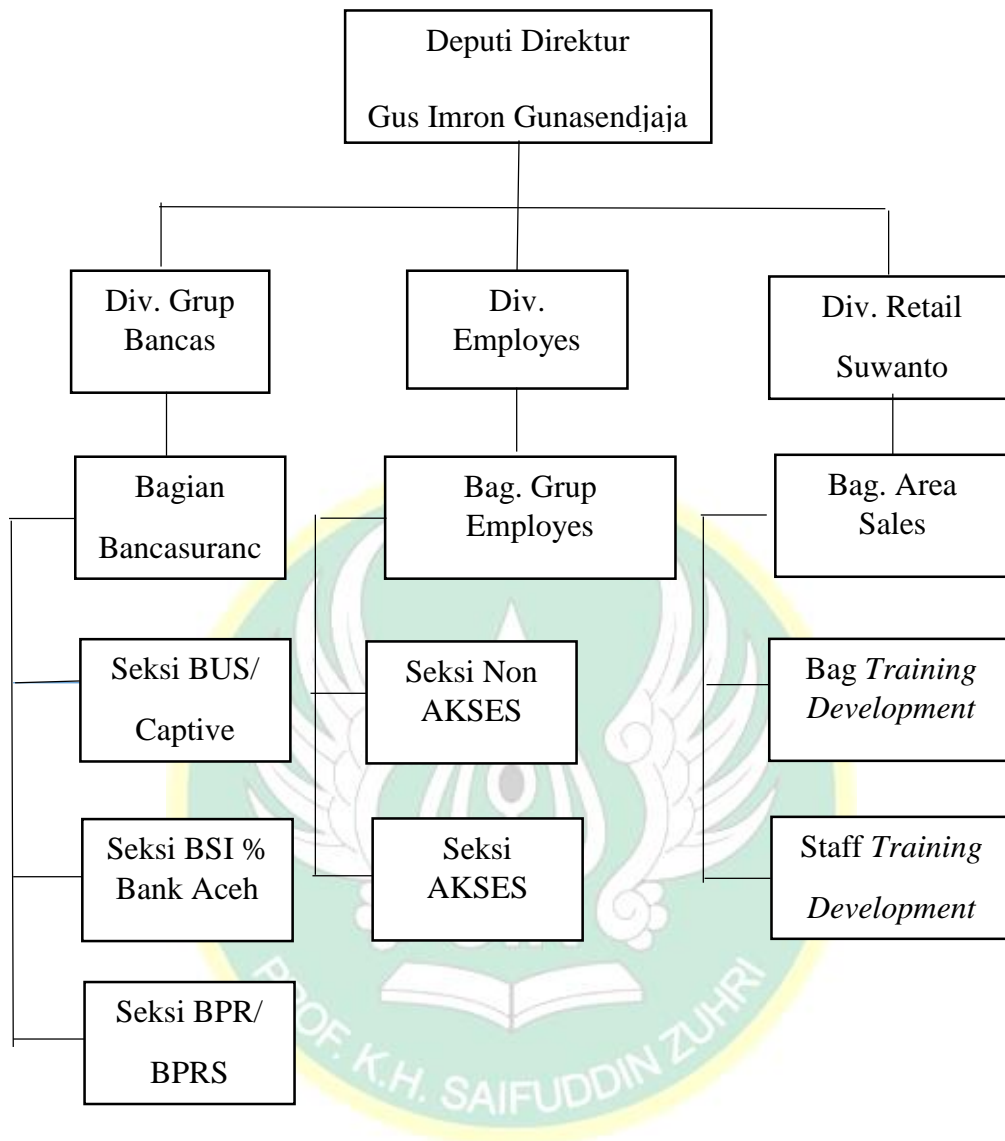 Deputi Direktur
Gus Imron Gunasendjaja
Div. Grup
Bancas
Div.
Employes
Div. Retail
Suwanto
Bagian
Bancasuranc
Bag. Grup
Employes
Bag. Area
Sales
Seksi BUS/
Captive
Seksi Non
AKSES
Bag Training
Development
Seksi BSI %
Bank Aceh
Seksi
AKSES
Staff Training
Development
Seksi BPR/
BPRS
PROF. K.H. SAIFUDDIN ZUHRI